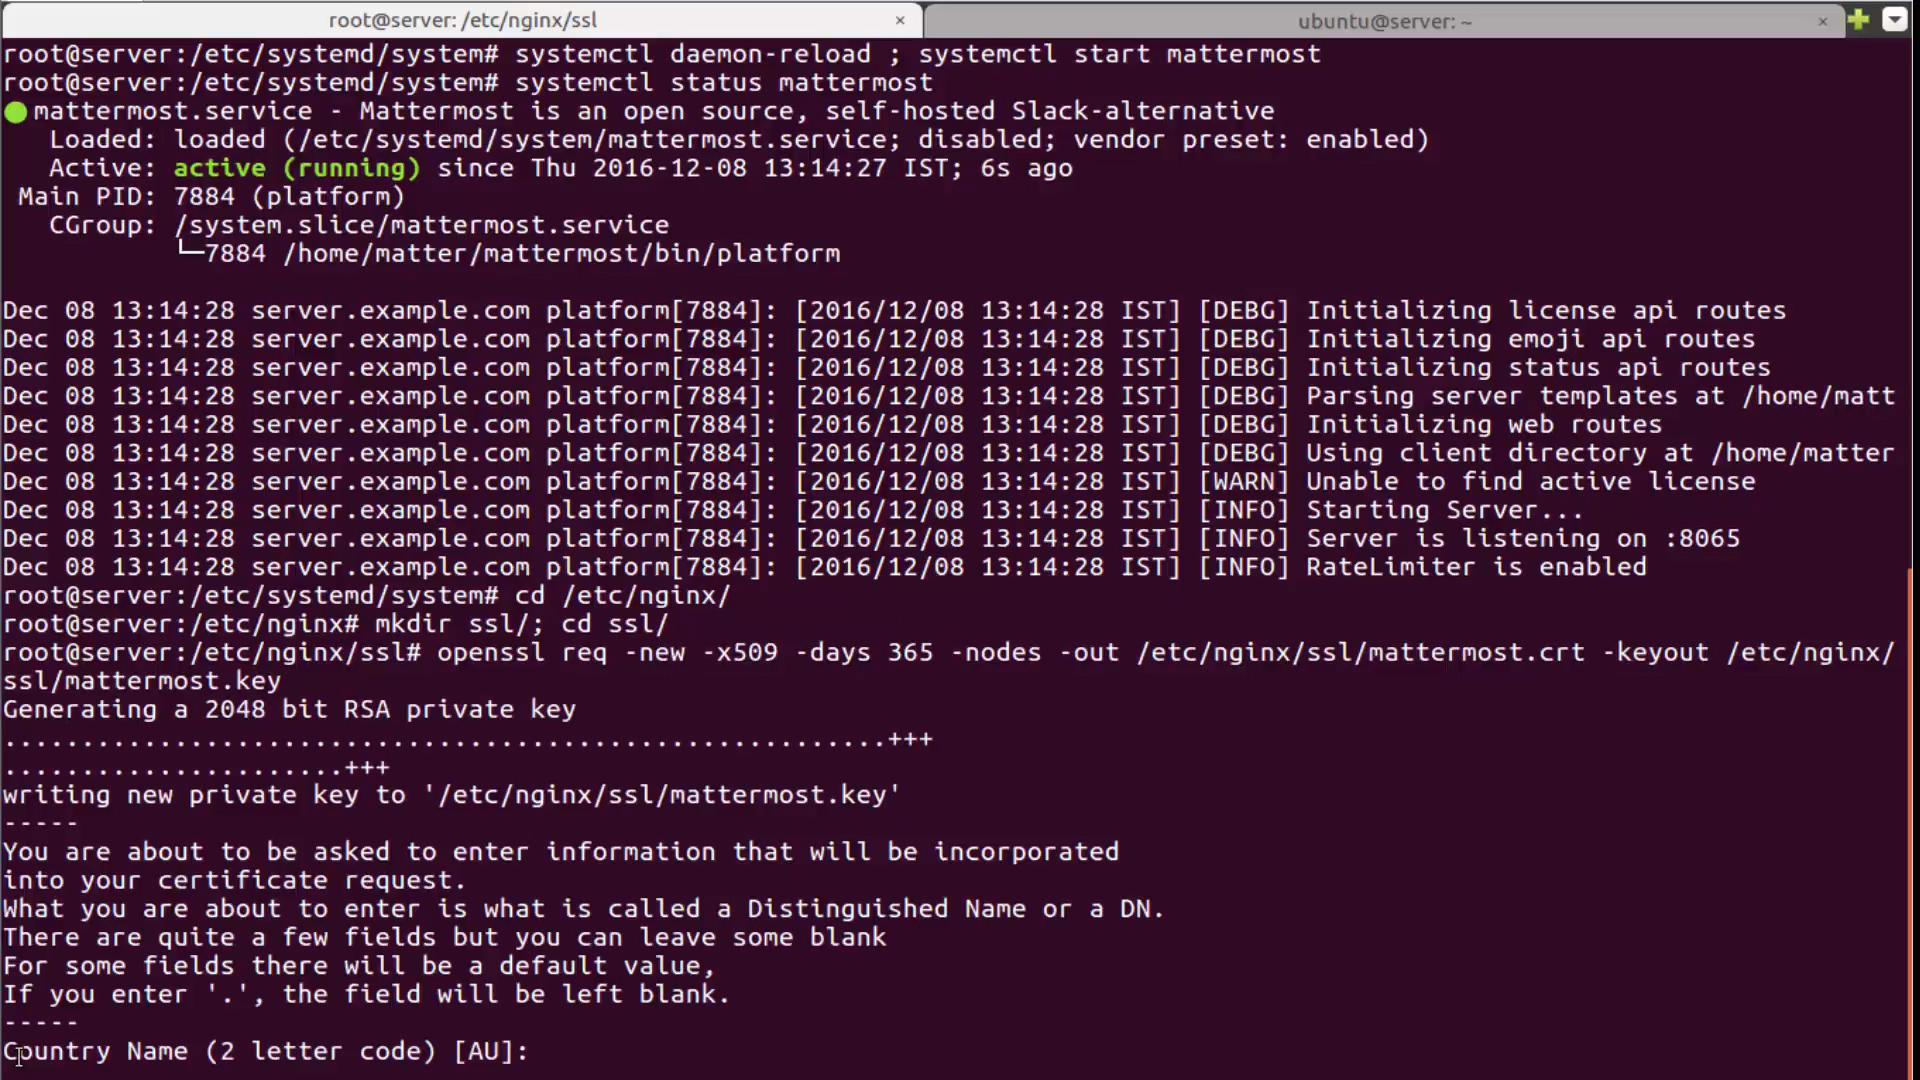 root@server: /etc/nginx/ssl ×
ubuntu@server: ~ ×
root@server:/etc/systemd/system# systemctl daemon-reload ; systemctl start mattermost
root@server:/etc/systemd/system# systemctl status mattermost
● mattermost.service - Mattermost is an open source, self-hosted Slack-alternative
   Loaded: loaded (/etc/systemd/system/mattermost.service; disabled; vendor preset: enabled)
   Active: active (running) since Thu 2016-12-08 13:14:27 IST; 6s ago
 Main PID: 7884 (platform)
   CGroup: /system.slice/mattermost.service
           └─7884 /home/matter/mattermost/bin/platform
Dec 08 13:14:28 server.example.com platform[7884]: [2016/12/08 13:14:28 IST] [DEBG] Initializing license api routes
Dec 08 13:14:28 server.example.com platform[7884]: [2016/12/08 13:14:28 IST] [DEBG] Initializing emoji api routes
Dec 08 13:14:28 server.example.com platform[7884]: [2016/12/08 13:14:28 IST] [DEBG] Initializing status api routes
Dec 08 13:14:28 server.example.com platform[7884]: [2016/12/08 13:14:28 IST] [DEBG] Parsing server templates at /home/matt
Dec 08 13:14:28 server.example.com platform[7884]: [2016/12/08 13:14:28 IST] [DEBG] Initializing web routes
Dec 08 13:14:28 server.example.com platform[7884]: [2016/12/08 13:14:28 IST] [DEBG] Using client directory at /home/matter
Dec 08 13:14:28 server.example.com platform[7884]: [2016/12/08 13:14:28 IST] [WARN] Unable to find active license
Dec 08 13:14:28 server.example.com platform[7884]: [2016/12/08 13:14:28 IST] [INFO] Starting Server...
Dec 08 13:14:28 server.example.com platform[7884]: [2016/12/08 13:14:28 IST] [INFO] Server is listening on :8065
Dec 08 13:14:28 server.example.com platform[7884]: [2016/12/08 13:14:28 IST] [INFO] RateLimiter is enabled
root@server:/etc/systemd/system# cd /etc/nginx/
root@server:/etc/nginx# mkdir ssl/; cd ssl/
root@server:/etc/nginx/ssl# openssl req -new -x509 -days 365 -nodes -out /etc/nginx/ssl/mattermost.crt -keyout /etc/nginx/
ssl/mattermost.key
Generating a 2048 bit RSA private key
.........................................................+++
......................+++
writing new private key to '/etc/nginx/ssl/mattermost.key'
-----
You are about to be asked to enter information that will be incorporated
into your certificate request.
What you are about to enter is what is called a Distinguished Name or a DN.
There are quite a few fields but you can leave some blank
For some fields there will be a default value,
If you enter '.', the field will be left blank.
-----
Country Name (2 letter code) [AU]: